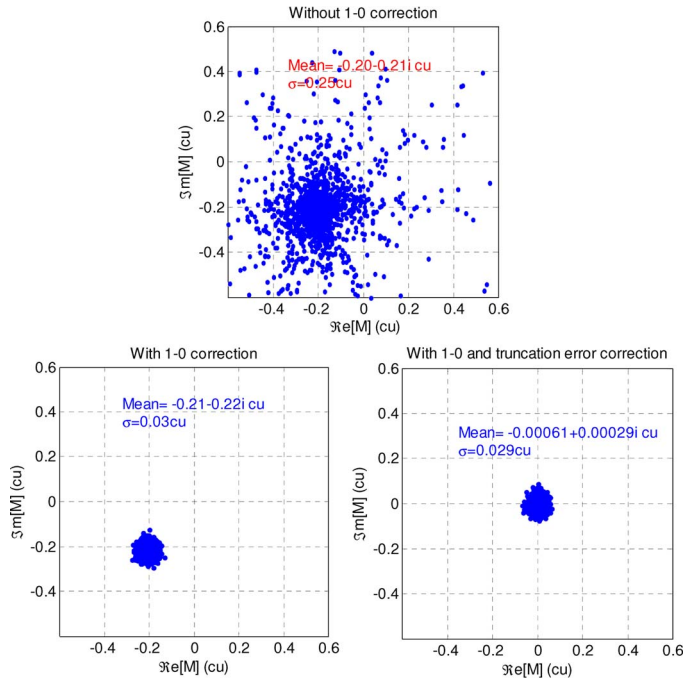 Without 1-0 correction
0.6
0.4
0.2
0
-0.2
-0.4
Mean= -0.20-0.21i cu
σ=0.25cu
ℑm[M] (cu)
-0.4 -0.2 0 0.2 0.4 0.6
ℜe[M] (cu)
With 1-0 correction
0.6
0.4
0.2
0
-0.2
-0.4
Mean= -0.21-0.22i cu
σ=0.03cu
ℑm[M] (cu)
-0.4 -0.2 0 0.2 0.4 0.6
ℜe[M] (cu)
With 1-0 and truncation error correction
0.6
0.4
0.2
0
-0.2
-0.4
Mean= -0.00061+0.00029i cu
σ=0.029cu
ℑm[M] (cu)
-0.4 -0.2 0 0.2 0.4 0.6
ℜe[M] (cu)